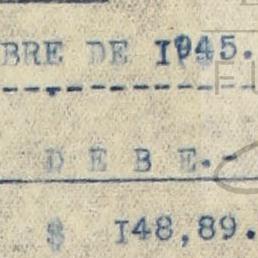 BRE DE 1945.
D E B E.-
$ 148,89.